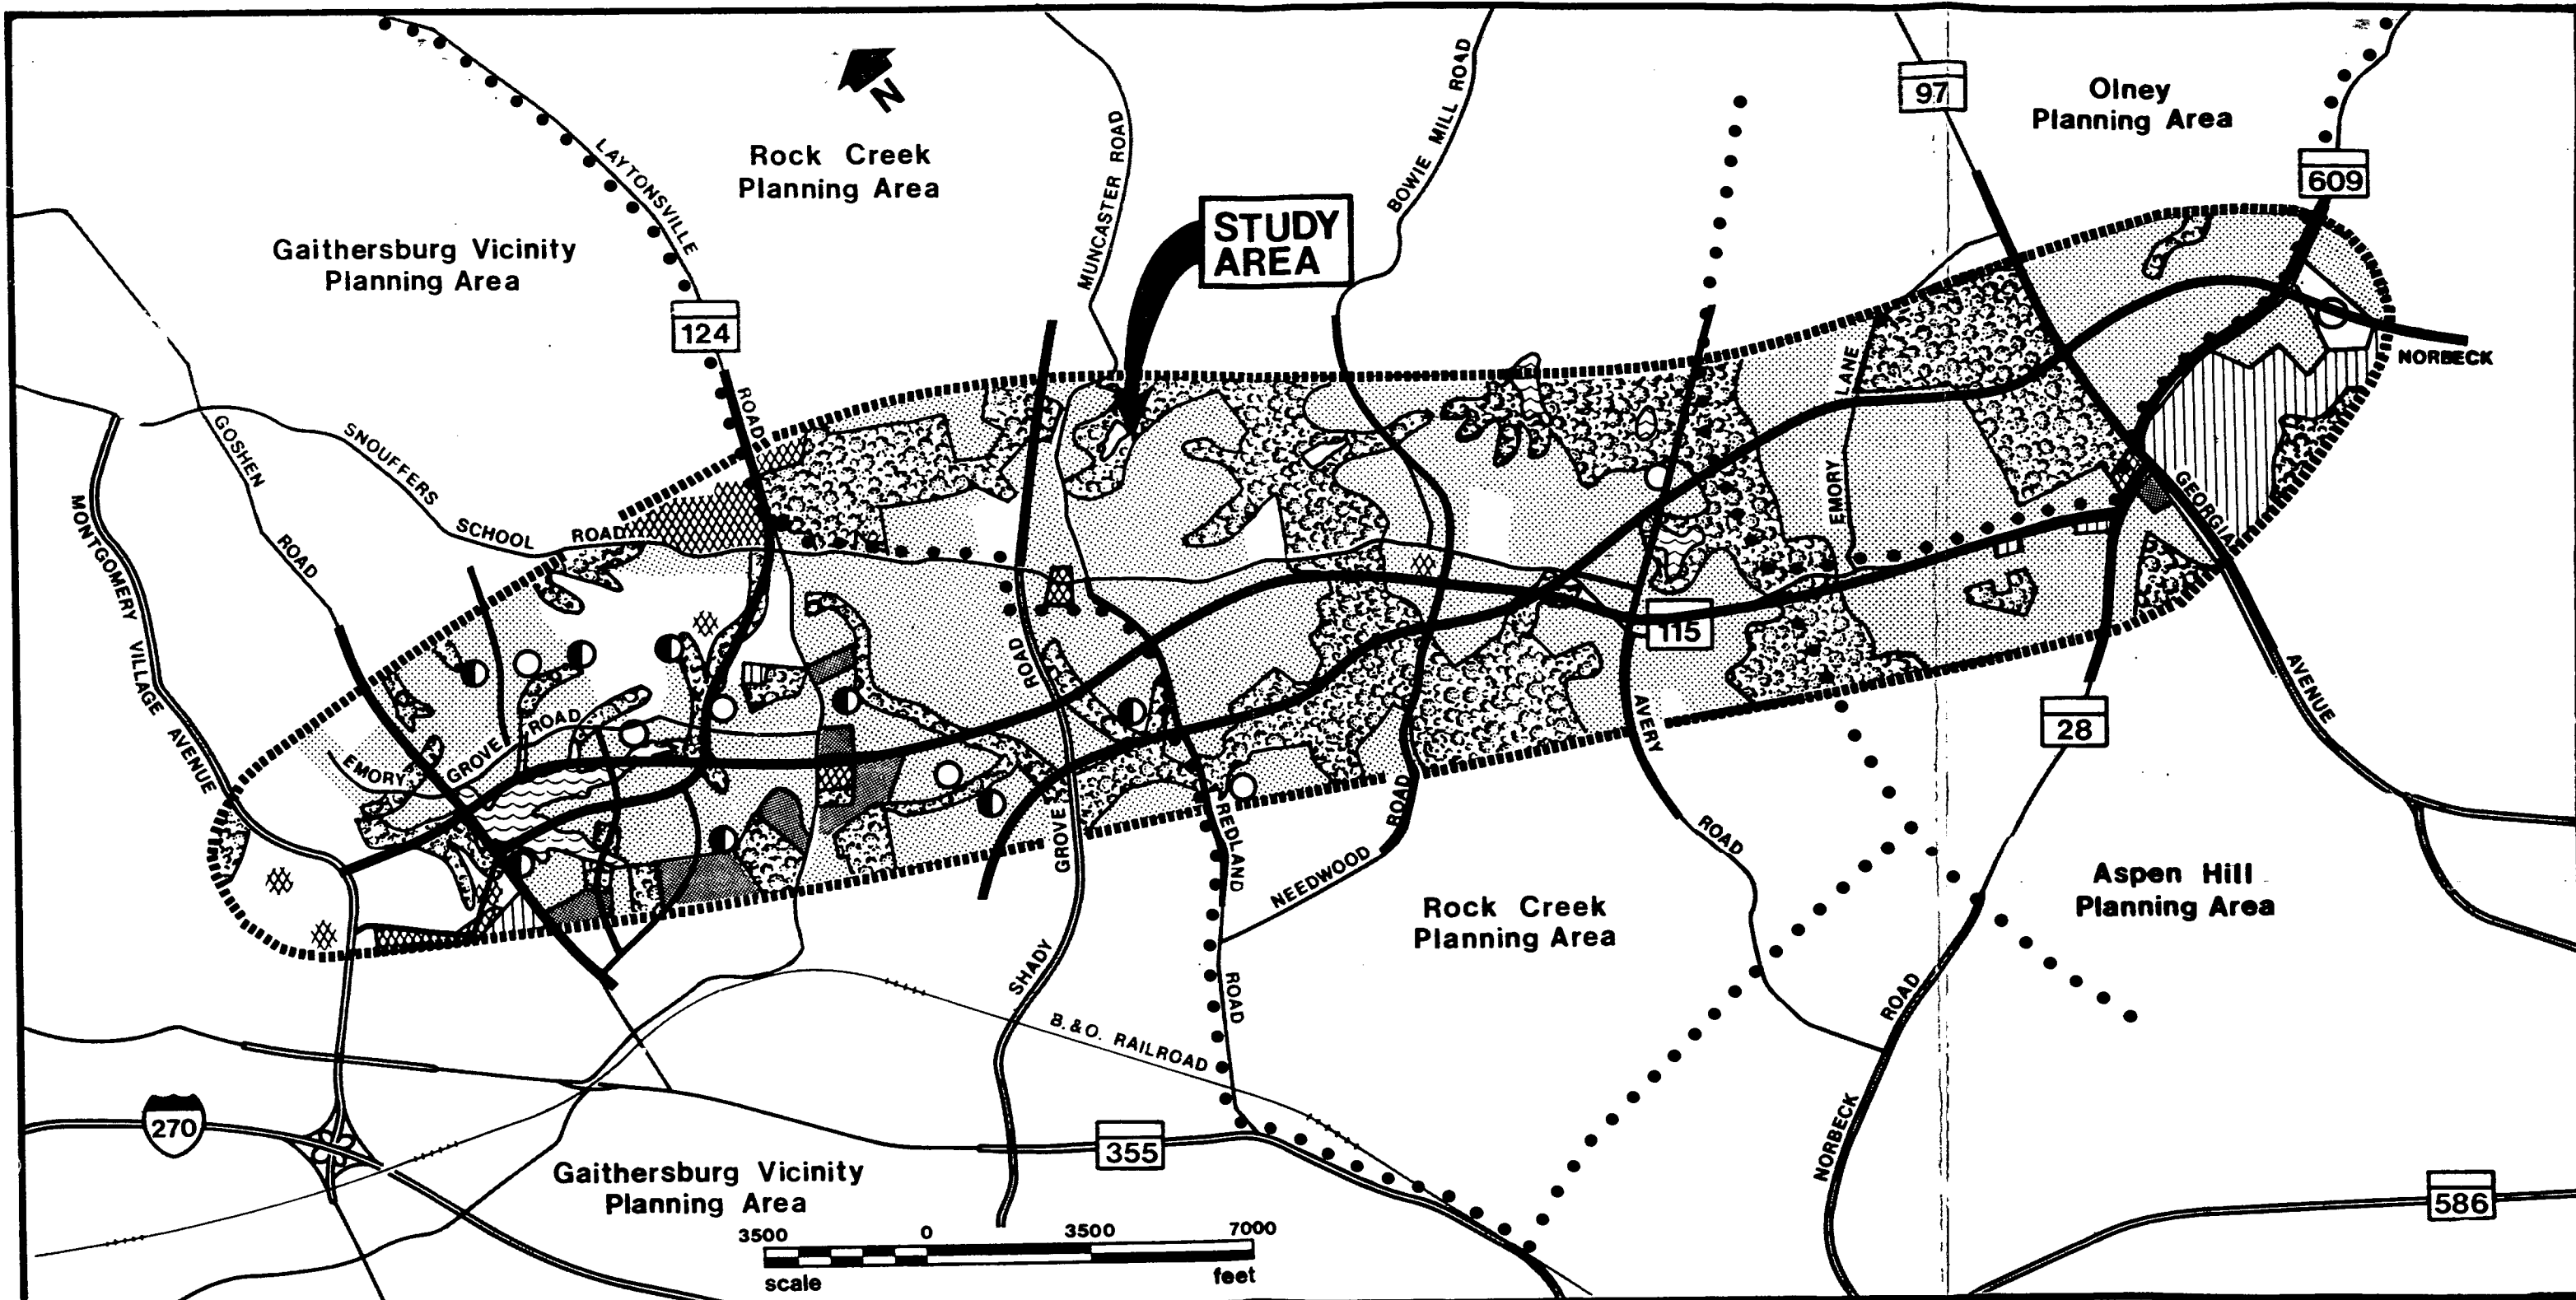 97
Olney
Planning Area
N
Rock Creek
Planning Area
MUNCASTER ROAD
BOWIE MILL ROAD
LAYTONSVILLE
ROAD
609
STUDY
AREA
Gaithersburg Vicinity
Planning Area
124
NORBECK
EMORY LANE
GOSHEN
ROAD
SNOUFFERS
SCHOOL
ROAD
MONTGOMERY VILLAGE AVENUE
GEORGIA
AVENUE
115
ROAD
EMORY
GROVE
ROAD
28
AVERY
ROAD
GROVE
SHADY
REDLAND
ROAD
NEEDWOOD
ROAD
Rock Creek
Planning Area
Aspen Hill
Planning Area
ROAD
NORBECK
B.&O. RAILROAD
270
355
Gaithersburg Vicinity
Planning Area
586
3500 0 3500 7000
scale feet